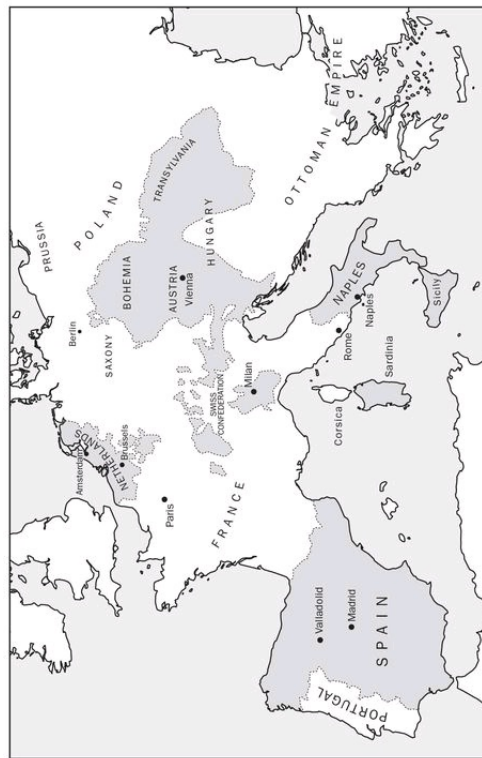 PRUSSIA
POLAND
Berlin
SAXONY
Amsterdam
NETHERLANDS
Brussels
BOHEMIA
TRANSYLVANIA
Paris
AUSTRIA
Vienna
HUNGARY
FRANCE
SWISS
CONFEDERATION
Milan
OTTOMAN
EMPIRE
Valladolid
Madrid
SPAIN
PORTUGAL
Corsica
Rome
NAPLES
Naples
Sardinia
Sicily